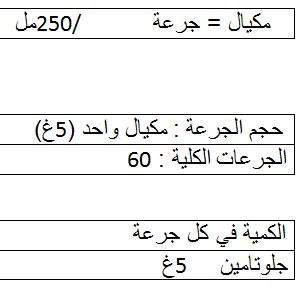 مكيال = جرعة /250مل
حجم الجرعة : مكيال واحد (5غ)
الجرعات الكلية : 60
الكمية في كل جرعة
جلوتامين 5غ